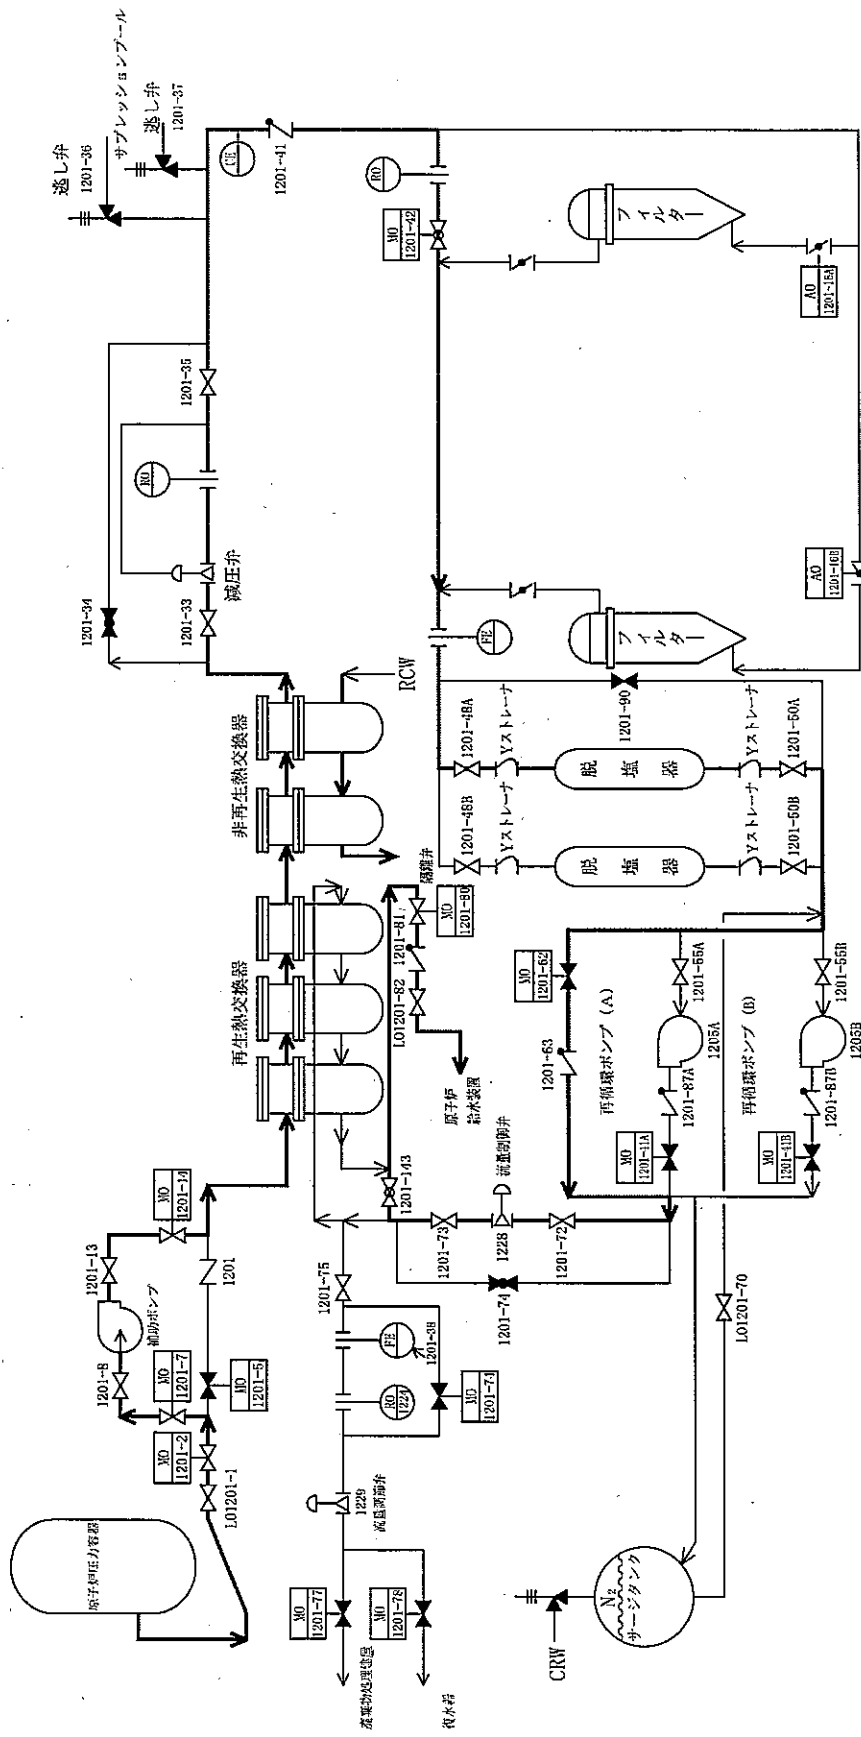 サプレッションプール
逃し弁
1201-36
逃し弁
1201-37
CE
1201-41
1201-35
RO
減圧弁
1201-34
1201-33
非再生熱交換器
RCW
再生熱交換器
RO
MO
1201-42
フィルター
AO
1201-16A
フィルター
AO
1201-16B
FE
1201-90
1201-48A
Yストレーナ
脱塩器
Yストレーナ
1201-50A
1201-48B
Yストレーナ
脱塩器
Yストレーナ
1201-50B
隔離弁
MO
1201-80
1201-81
LO1201-82
原子炉
給水装置
MO
1201-62
1201-63
再循環ポンプ (A)
1201-55A
1205A
1201-87A
MO
1201-41A
再循環ポンプ (B)
1201-55B
1205B
1201-87B
MO
1201-41B
1201-143
流量制御弁
1201-73
1228
1201-72
1201-74
LO1201-70
MO
1201-14
1201-13
補助ポンプ
1201
1201-8
MO
1201-7
MO
1201-5
MO
1201-2
LO1201-1
原子炉圧力容器
1201-75
FE
1201-38
RO
1224
MO
1201-71
1229
流量調節弁
MO
1201-77
MO
1201-78
廃棄物処理装置
復水器
N₂
サージタンク
CRW